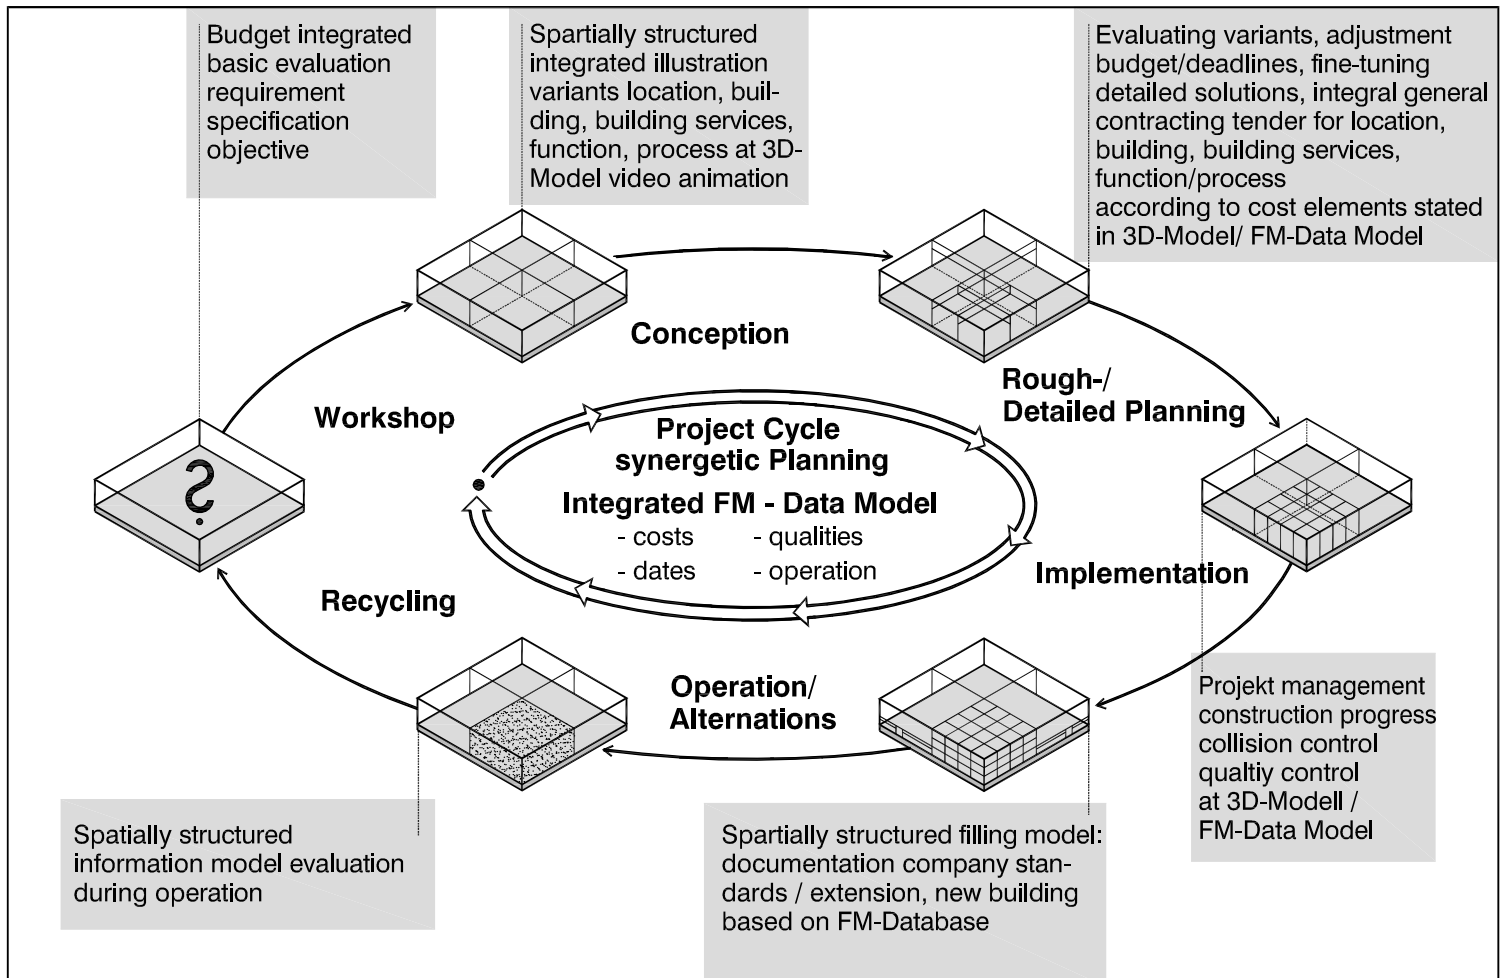 Budget integrated
basic evaluation
requirement
specification
objective
Spartially structured
integrated illustration
variants location, buil-
ding, building services,
function, process at 3D-
Model video animation
Evaluating variants, adjustment
budget/deadlines, fine-tuning
detailed solutions, integral general
contracting tender for location,
building, building services,
function/process
according to cost elements stated
in 3D-Model/ FM-Data Model
Conception
Rough-/
Detailed Planning
Workshop
Project Cycle
synergetic Planning
Integrated FM - Data Model
- costs - qualities
- dates - operation
Implementation
Recycling
Operation/
Alternations
Projekt management
construction progress
collision control
qualtiy control
at 3D-Modell /
FM-Data Model
Spatially structured
information model evaluation
during operation
Spartially structured filling model:
documentation company stan-
dards / extension, new building
based on FM-Database